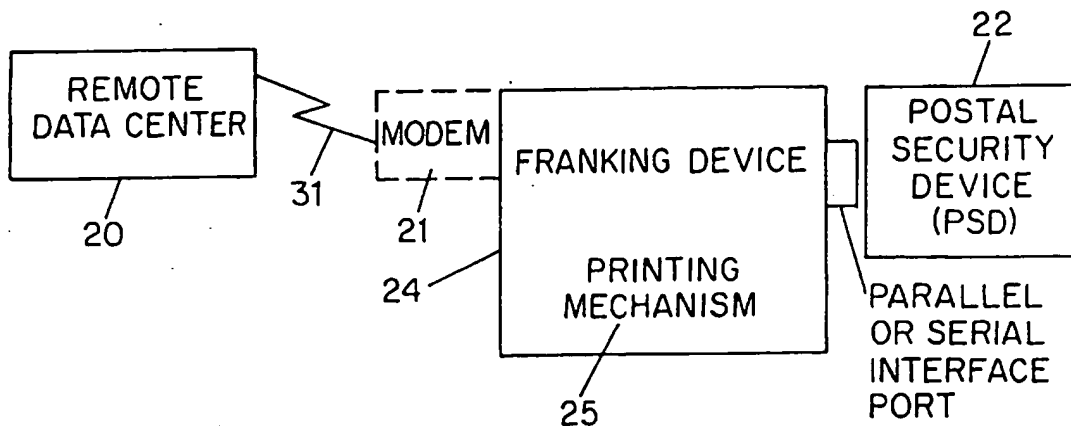 REMOTE
DATA CENTER
20
31
MODEM
21
24
FRANKING DEVICE
PRINTING
MECHANISM
25
22
POSTAL
SECURITY
DEVICE
(PSD)
PARALLEL
OR SERIAL
INTERFACE
PORT